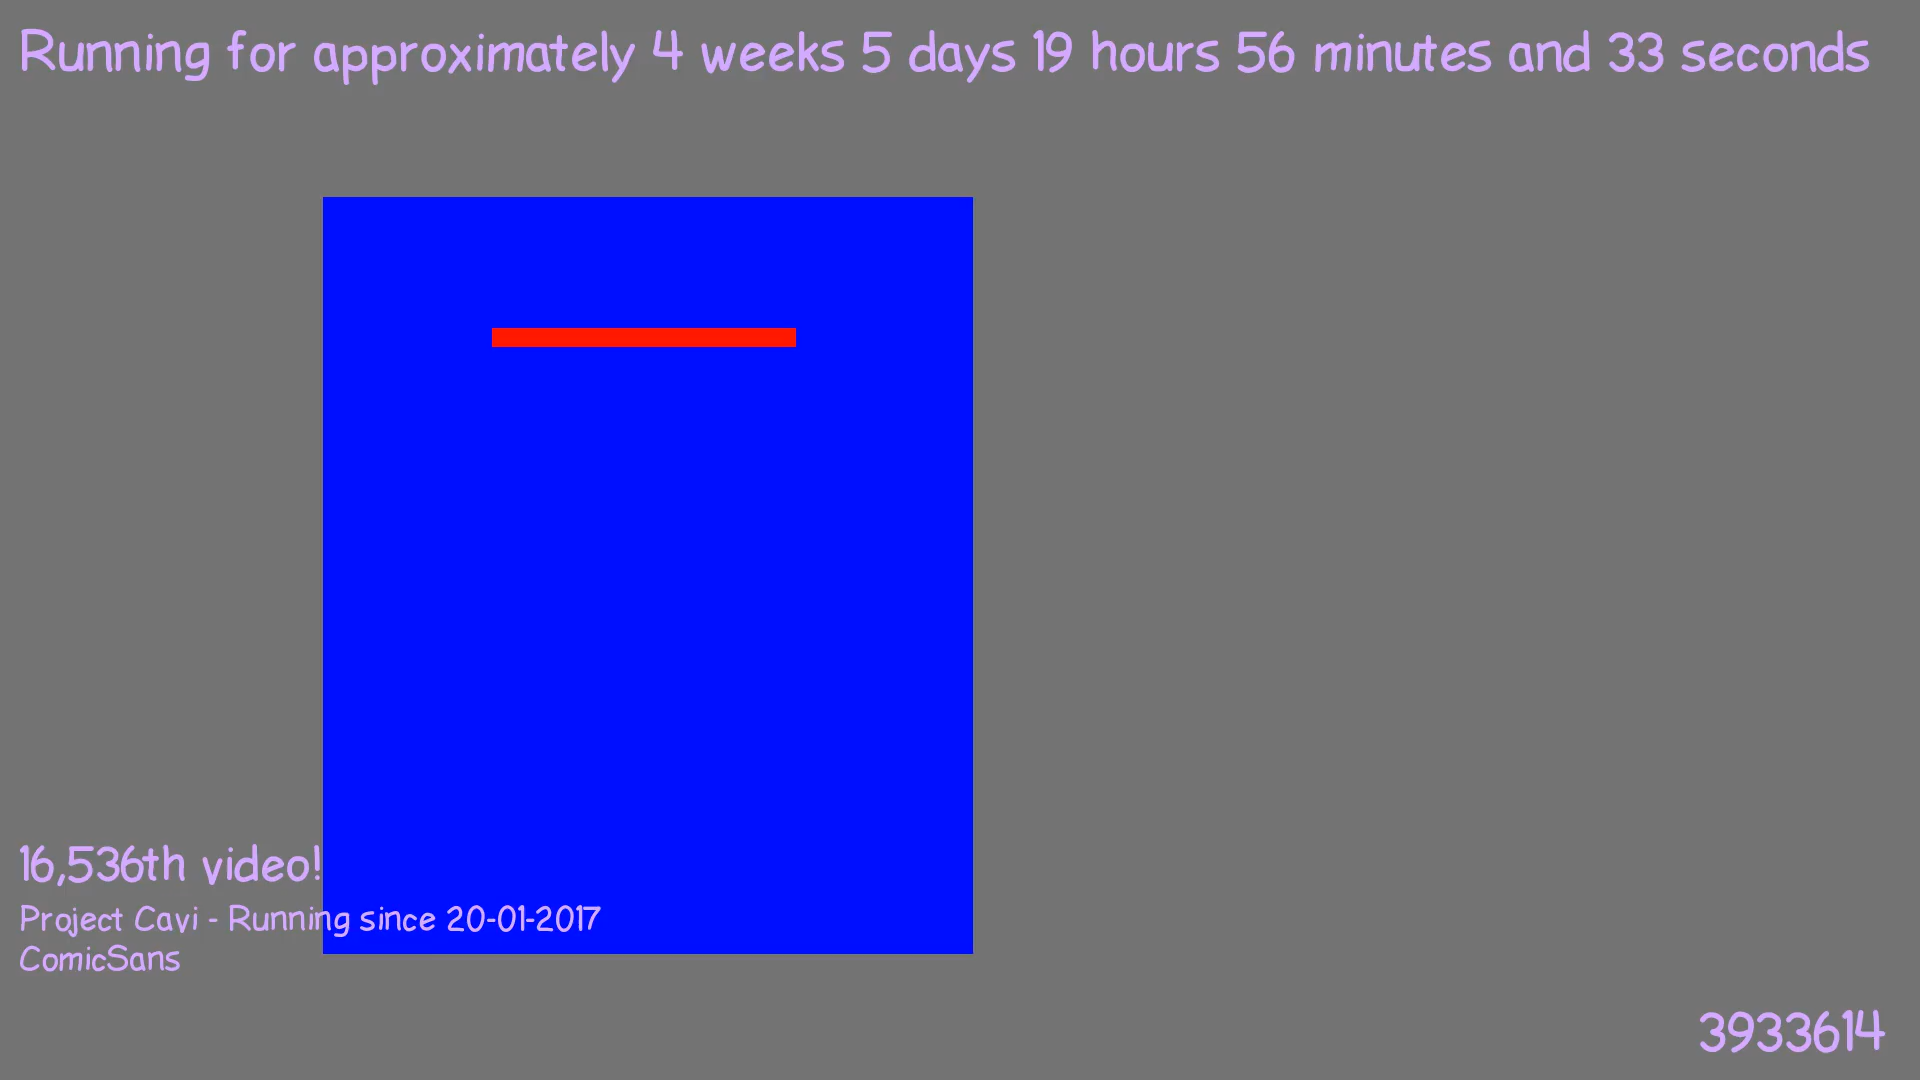 Running for approximately 4 weeks 5 days 19 hours 56 minutes and 33 seconds
16,536th video!
Project Cavi - Running since 20-01-2017
ComicSans
3933614